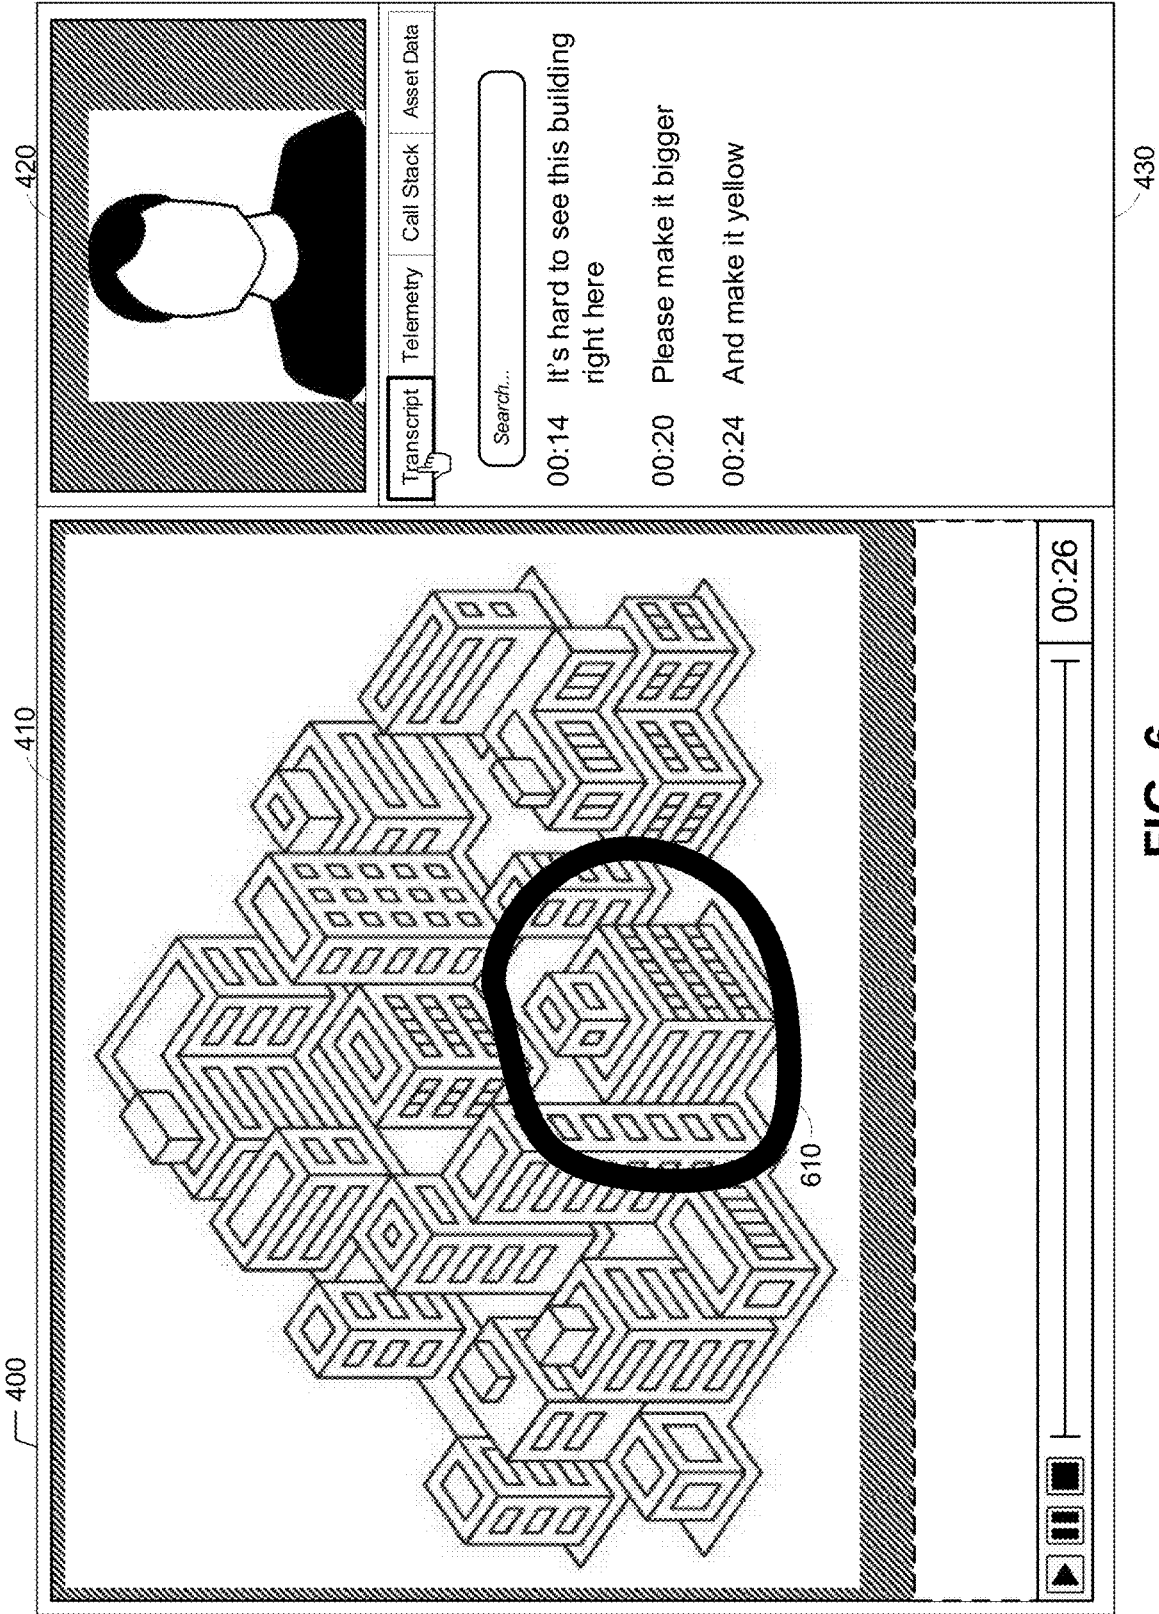 400
410
420
Transcript
Telemetry
Call Stack
Asset Data
Search...
00:14 It's hard to see this building
right here
00:20 Please make it bigger
00:24 And make it yellow
610
00:26
430
FIG. 6